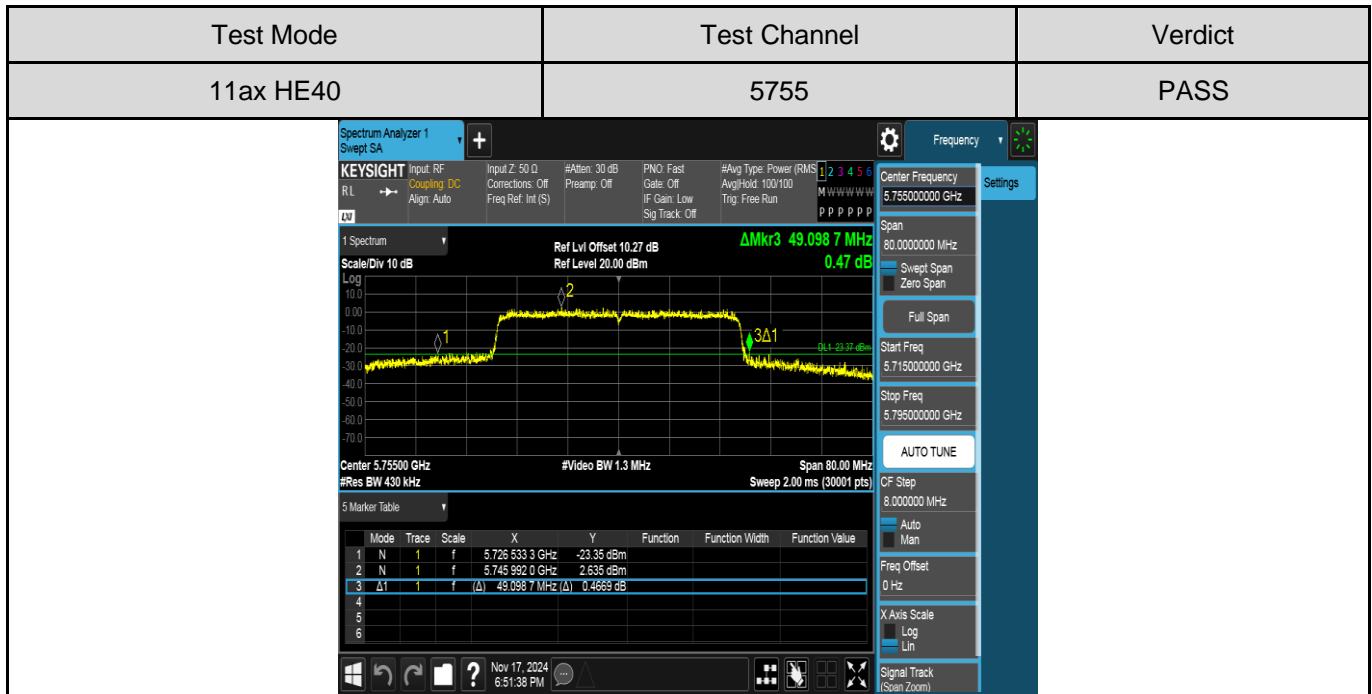 Test Mode Test Channel Verdict
11ax HE40 5755 PASS
Spectrum Analyzer 1
Swept SA
+
Frequency
KEYSIGHT Input: RF Input Z: 50 Ω #Atten: 30 dB PNO: Fast #Avg Type: Power (RMS 1 2 3 4 5 6
RL Coupling: DC Corrections: Off Preamp: Off Gate: Off Avg|Hold: 100/100 M W W W W W
Align: Auto Freq Ref: Int (S) IF Gain: Low Trig: Free Run
LXI Sig Track: Off P P P P P P
Center Frequency
5.755000000 GHz
Settings
Span
80.0000000 MHz
Swept Span
Zero Span
Full Span
Start Freq
5.715000000 GHz
Stop Freq
5.795000000 GHz
AUTO TUNE
CF Step
8.000000 MHz
Auto
Man
Freq Offset
0 Hz
X Axis Scale
Log
Lin
Signal Track
(Span Zoom)
1 Spectrum Ref Lvl Offset 10.27 dB ΔMkr3 49.098 7 MHz
Scale/Div 10 dB Ref Level 20.00 dBm 0.47 dB
Log
10.0
0.00
-10.0
-20.0
-30.0
-40.0
-50.0
-60.0
-70.0
1
2
3Δ1
DL1 -23.37 dBm
Center 5.75500 GHz #Video BW 1.3 MHz Span 80.00 MHz
#Res BW 430 kHz Sweep 2.00 ms (30001 pts)
5 Marker Table
Mode Trace Scale X Y Function Function Width Function Value
1 N 1 f 5.726 533 3 GHz -23.35 dBm
2 N 1 f 5.745 992 0 GHz 2.635 dBm
3 Δ1 1 f (Δ) 49.098 7 MHz (Δ) 0.4669 dB
4
5
6
? Nov 17, 2024
6:51:38 PM